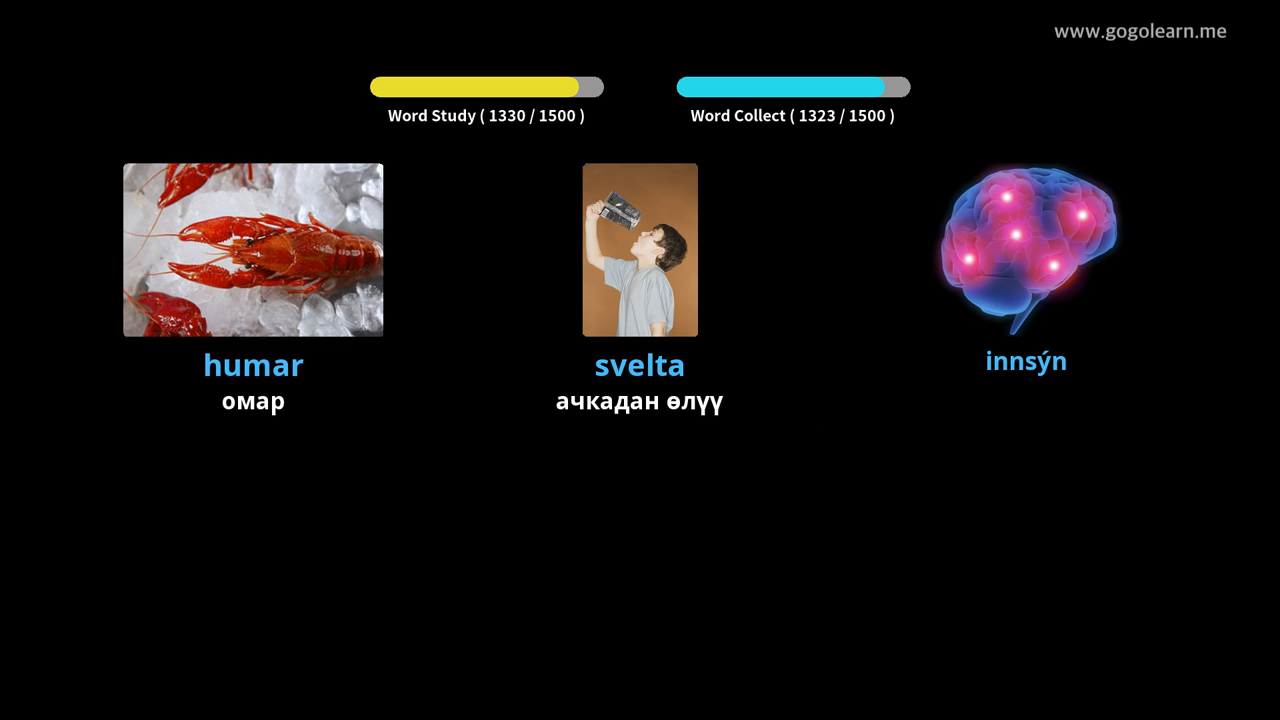 www.gogolearn.me
Word Study ( 1330 / 1500 )
Word Collect ( 1323 / 1500 )
humar
омар
svelta
ачкадан өлүү
innsýn